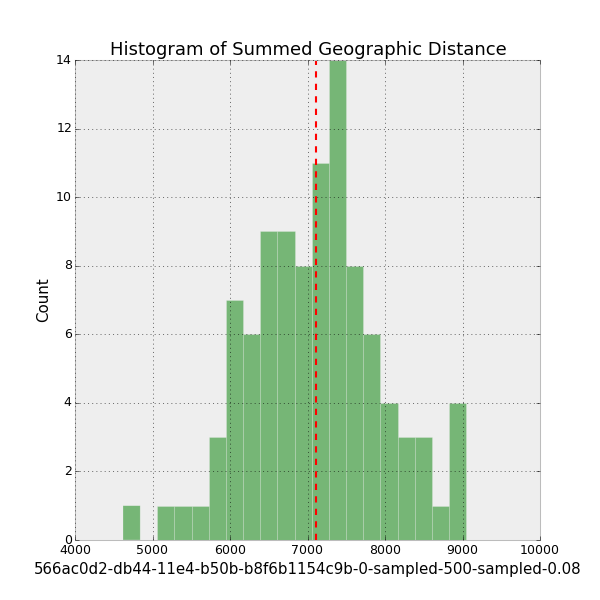 Histogram of Summed Geographic Distance
14
12
10
8
6
4
2
0
Count
4000 5000 6000 7000 8000 9000 10000
566ac0d2-db44-11e4-b50b-b8f6b1154c9b-0-sampled-500-sampled-0.08